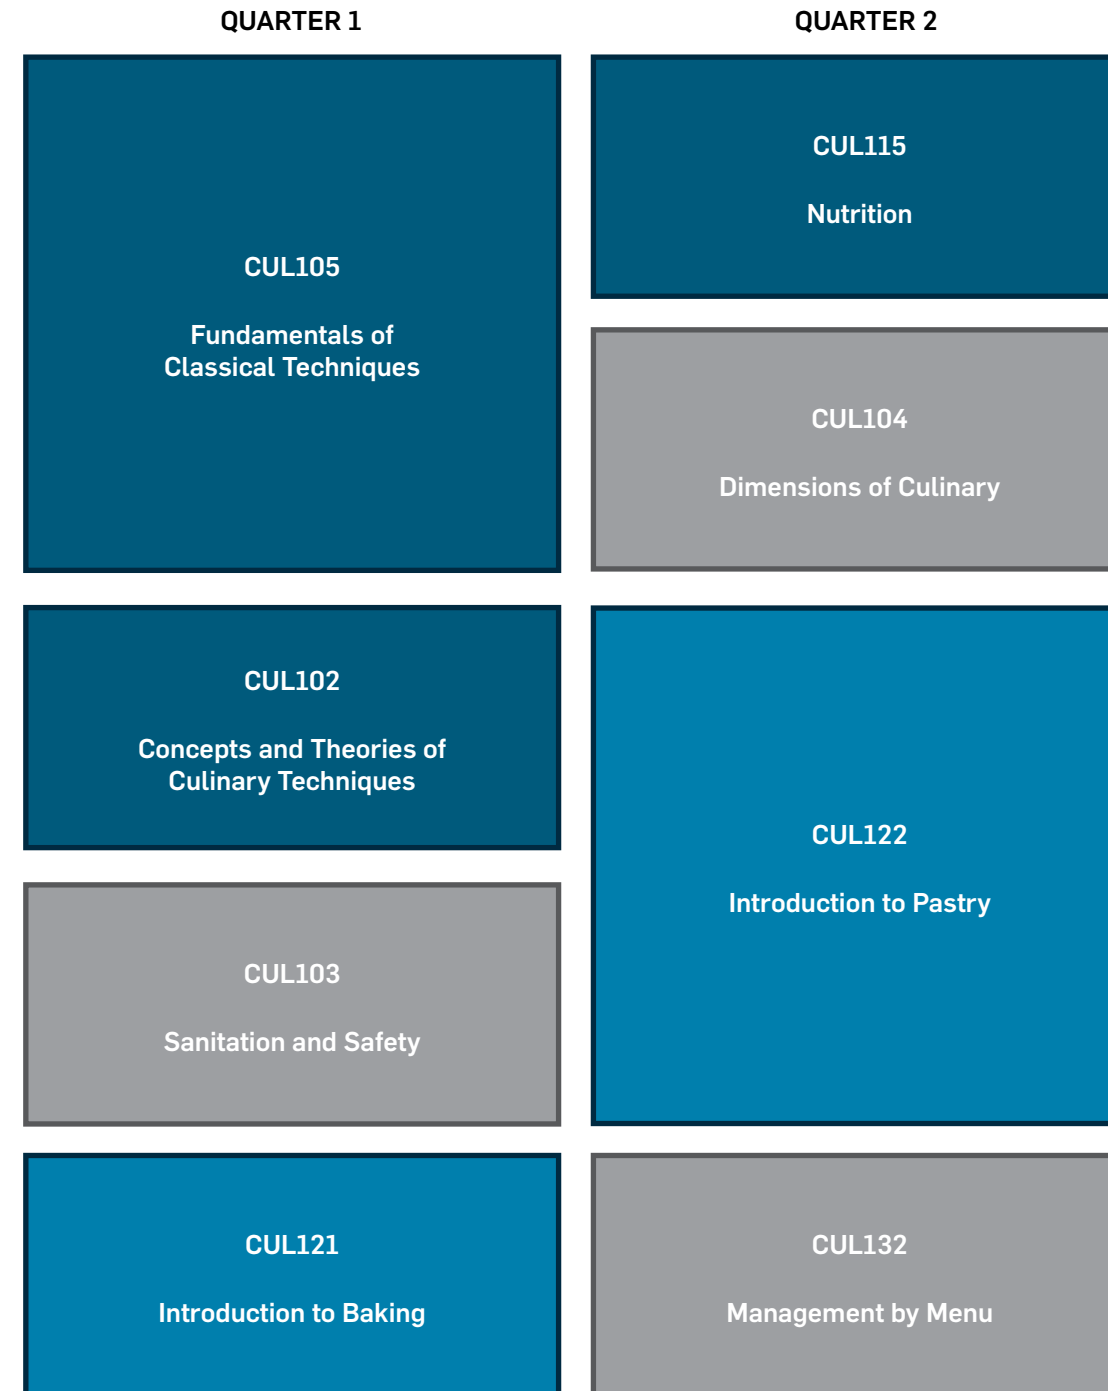 QUARTER 1
CUL105
Fundamentals of
Classical Techniques
CUL102
Concepts and Theories of
Culinary Techniques
CUL103
Sanitation and Safety
CUL121
Introduction to Baking
QUARTER 2
CUL115
Nutrition
CUL104
Dimensions of Culinary
CUL122
Introduction to Pastry
CUL132
Management by Menu